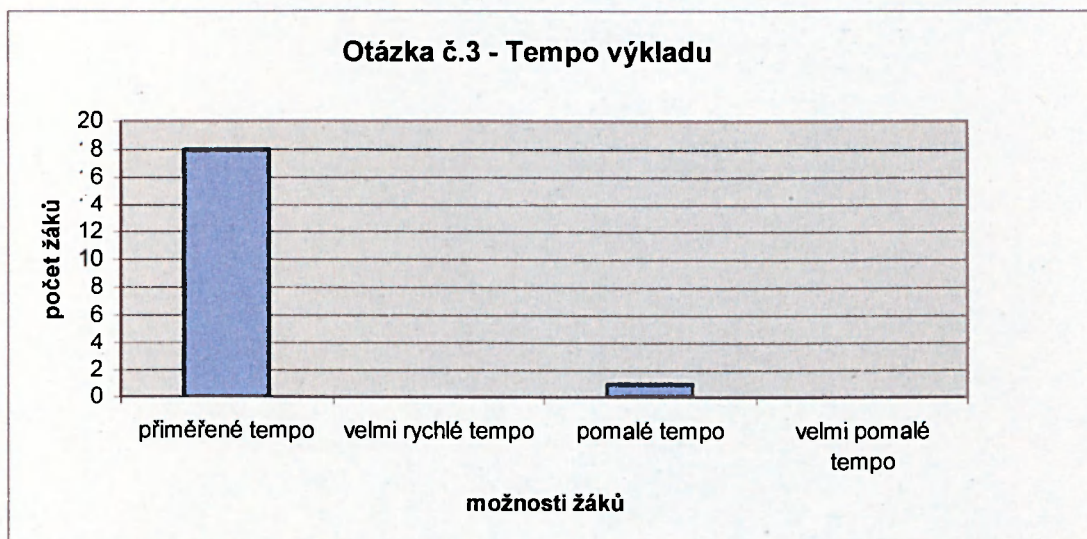 Otázka č.3 - Tempo výkladu
počet žáků
20
8
6
4
12
10
8
6
4
2
0
přiměřené tempo
velmi rychlé tempo
pomalé tempo
velmi pomalé
tempo
možnosti žáků